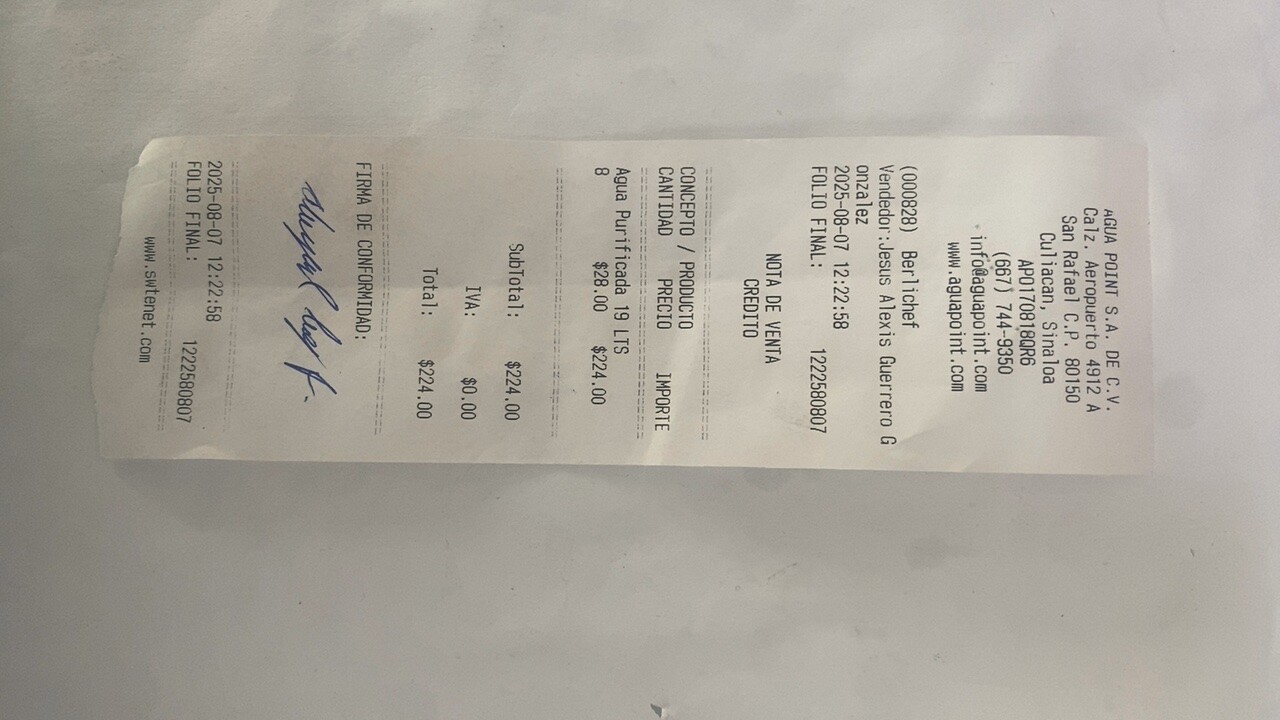 AGUA POINT S.A. DE C.V.
Calz. Aeropuerto 4912 A
San Rafael C.P. 80150
Culiacan, Sinaloa
APO170818QR6
(667) 744-9350
info@aguapoint.com
www.aguapoint.com
(000828) Berlichef
Vendedor:Jesus Alexis Guerrero G
onzalez
2025-08-07 12:22:58
FOLIO FINAL: 1222580807
NOTA DE VENTA
CREDITO
CONCEPTO / PRODUCTO
CANTIDAD PRECIO IMPORTE
Agua Purificada 19 LTS
8 $28.00 $224.00
SubTotal: $224.00
IVA: $0.00
Total: $224.00
FIRMA DE CONFORMIDAD:
2025-08-07 12:22:58
FOLIO FINAL: 1222580807
www.swtenet.com